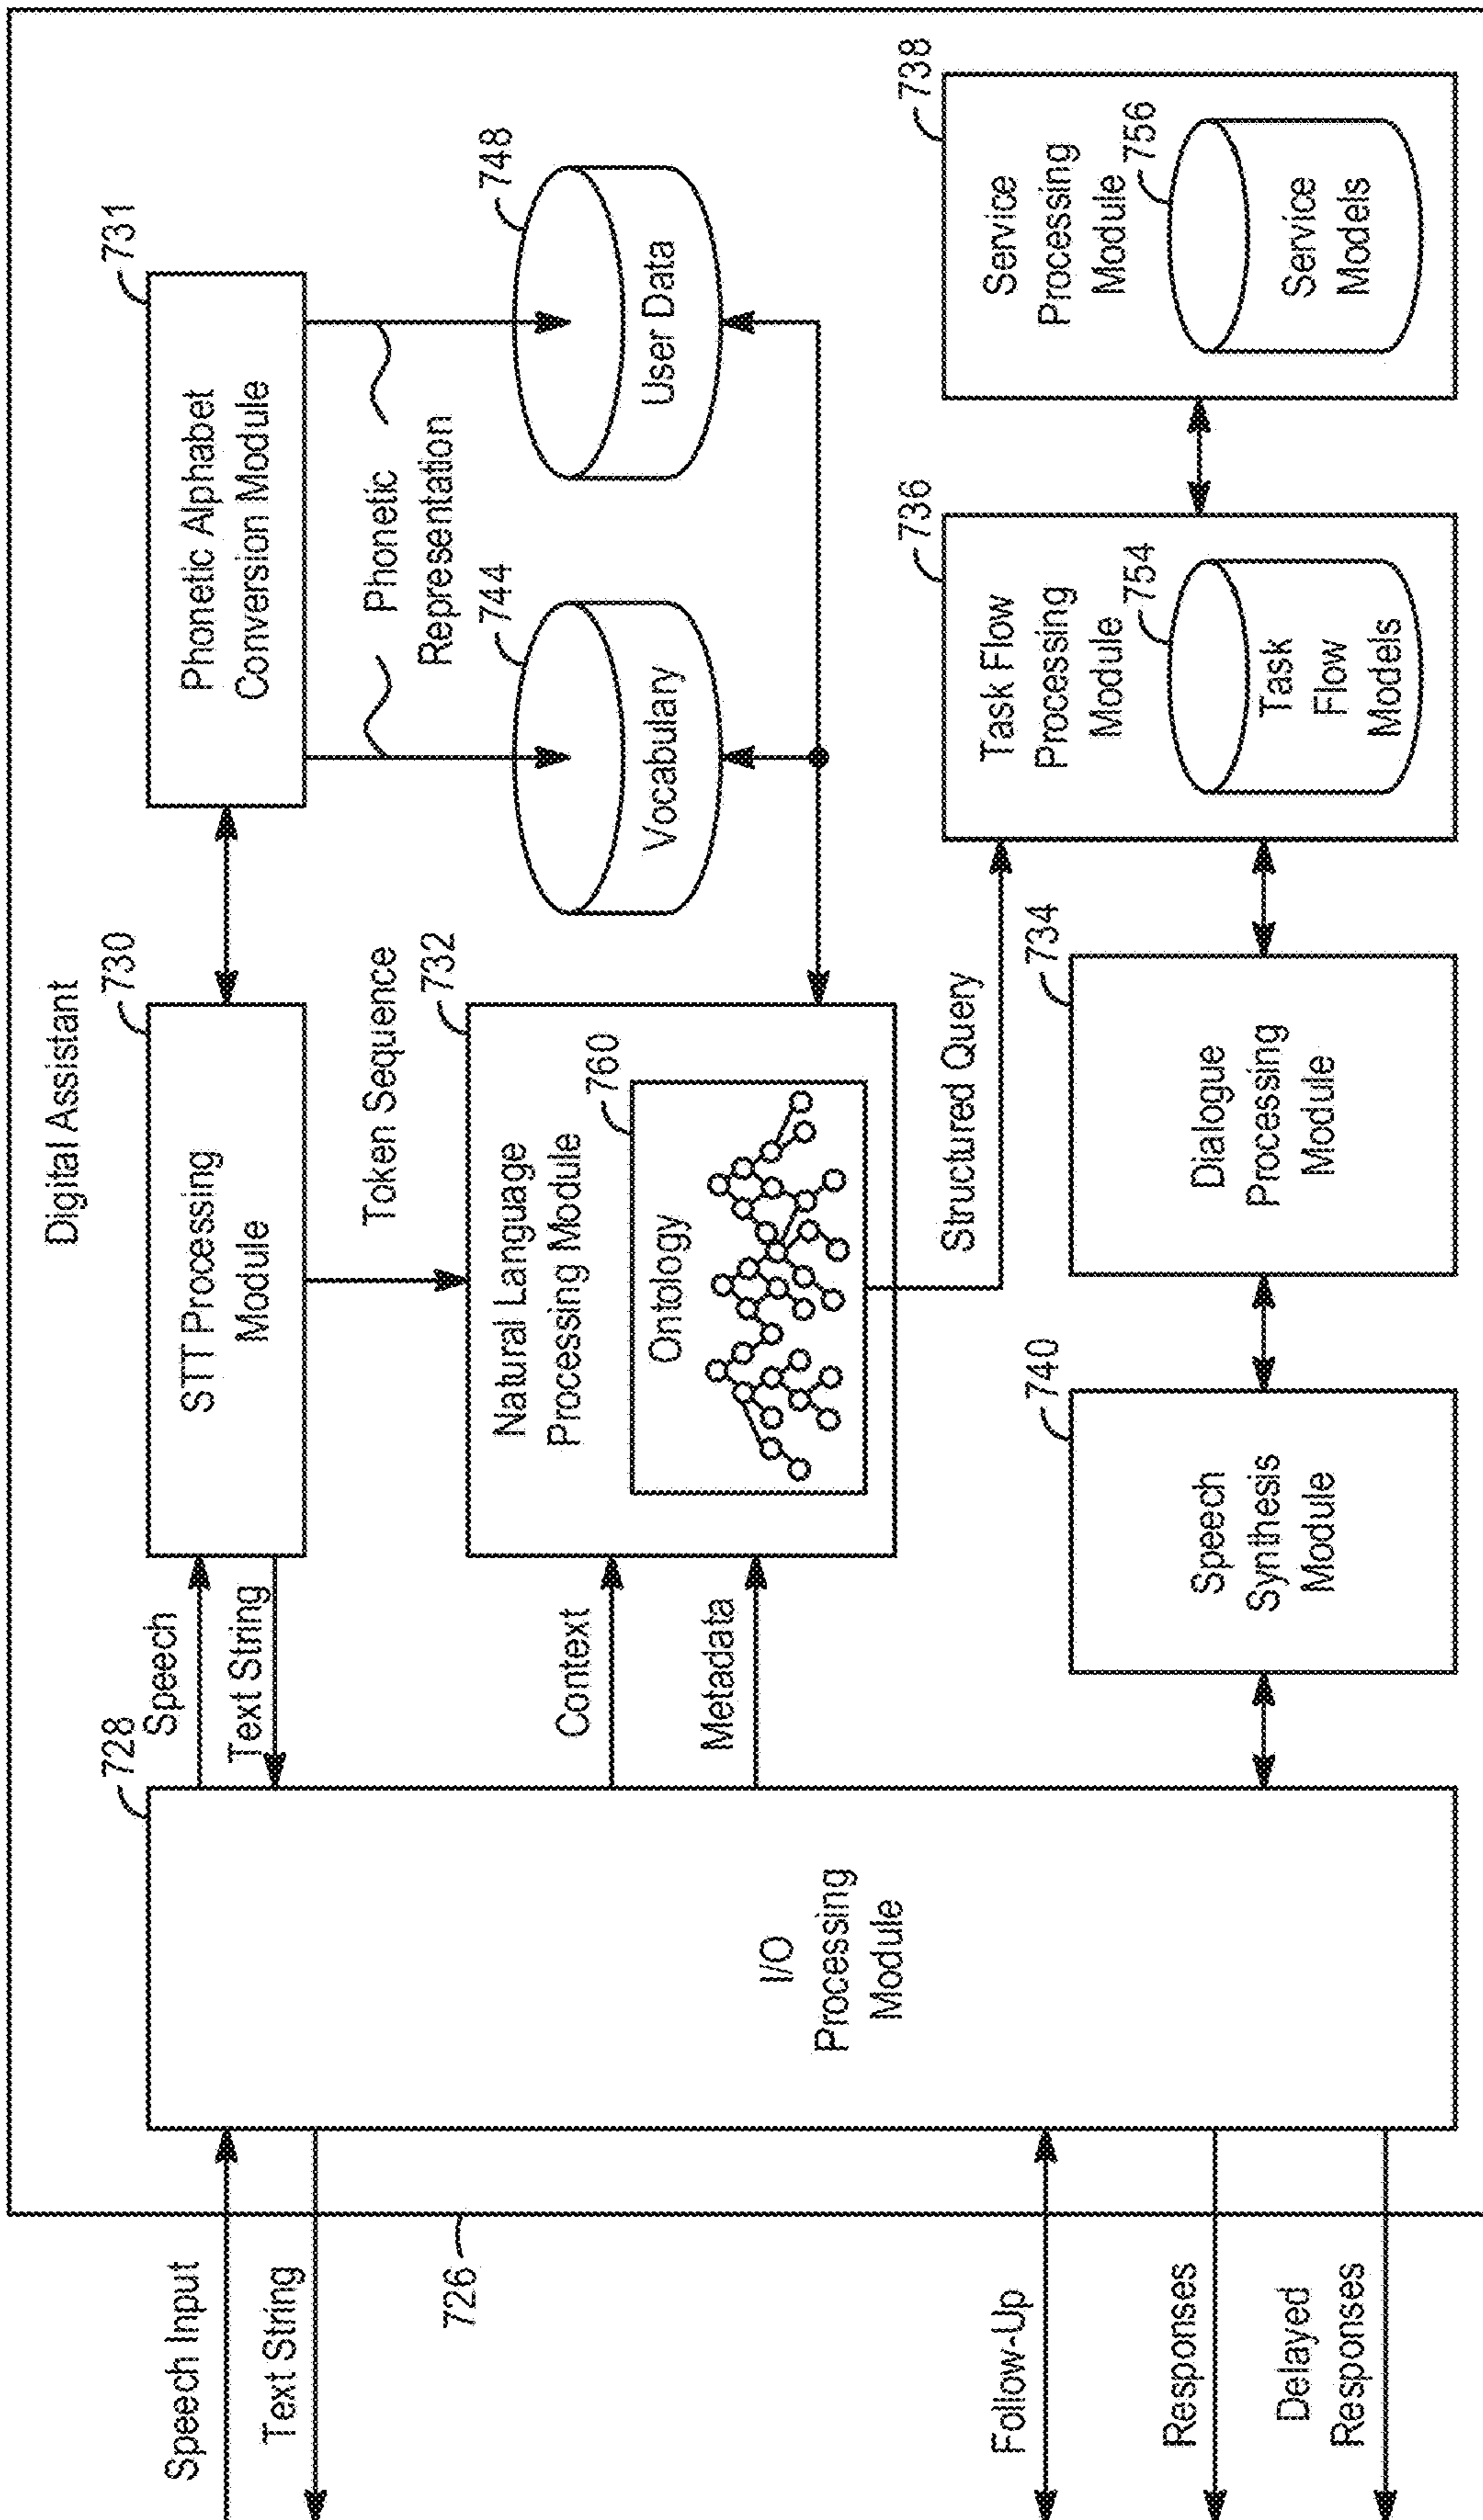 Digital Assistant
Speech Input
Text String
726
728
I/O
Processing
Module
Speech
Text String
730
STT Processing
Module
731
Phonetic Alphabet
Conversion Module
Token Sequence
Phonetic
Representation
Context
Metadata
732
Natural Language
Processing Module
760
Ontology
744
Vocabulary
748
User Data
Structured Query
Follow-Up
Responses
Delayed
Responses
740
Speech
Synthesis
Module
734
Dialogue
Processing
Module
736
Task Flow
Processing
Module
754
Task
Flow
Models
738
Service
Processing
Module
756
Service
Models